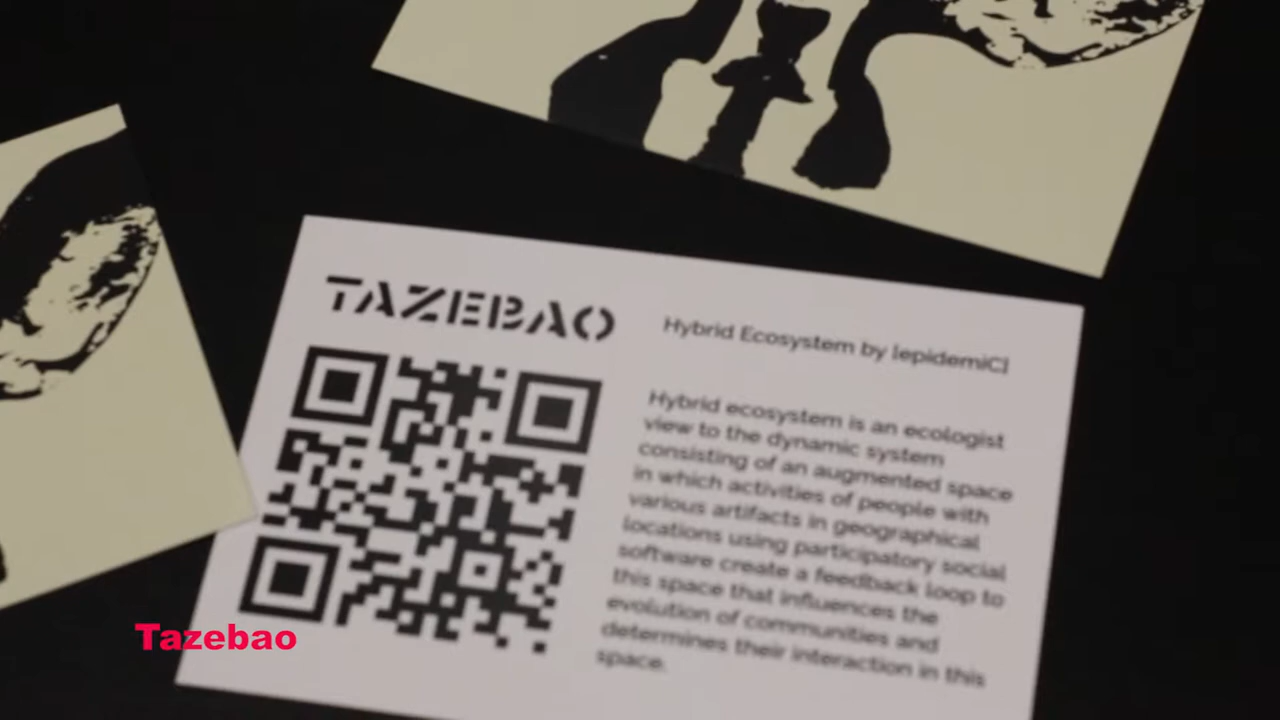 TAZEBAO
Hybrid Ecosystem by [epidemiC]
Hybrid ecosystem is an ecologist
view to the dynamic system
consisting of an augmented space
in which activities of people with
various artifacts in geographical
locations using participatory social
software create a feedback loop to
this space that influences the
evolution of communities and
determines their interaction in this
space.
Tazebao